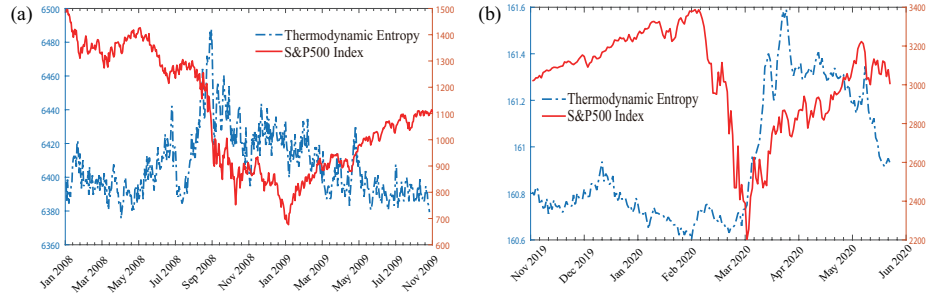 (a)
6500
6480
6460
6440
6420
6400
6380
6360
1500
1400
1300
1200
1100
1000
900
800
700
600
Thermodynamic Entropy
S&P500 Index
Jan 2008
Mar 2008
May 2008
Jul 2008
Sep 2008
Nov 2008
Jan 2009
Mar 2009
May 2009
Jul 2009
Nov 2009
(b)
161.6
161.4
161.2
161
160.8
160.6
3400
3200
3000
2800
2600
2400
2200
Thermodynamic Entropy
S&P500 Index
Nov 2019
Dec 2019
Jan 2020
Feb 2020
Mar 2020
Apr 2020
May 2020
Jun 2020